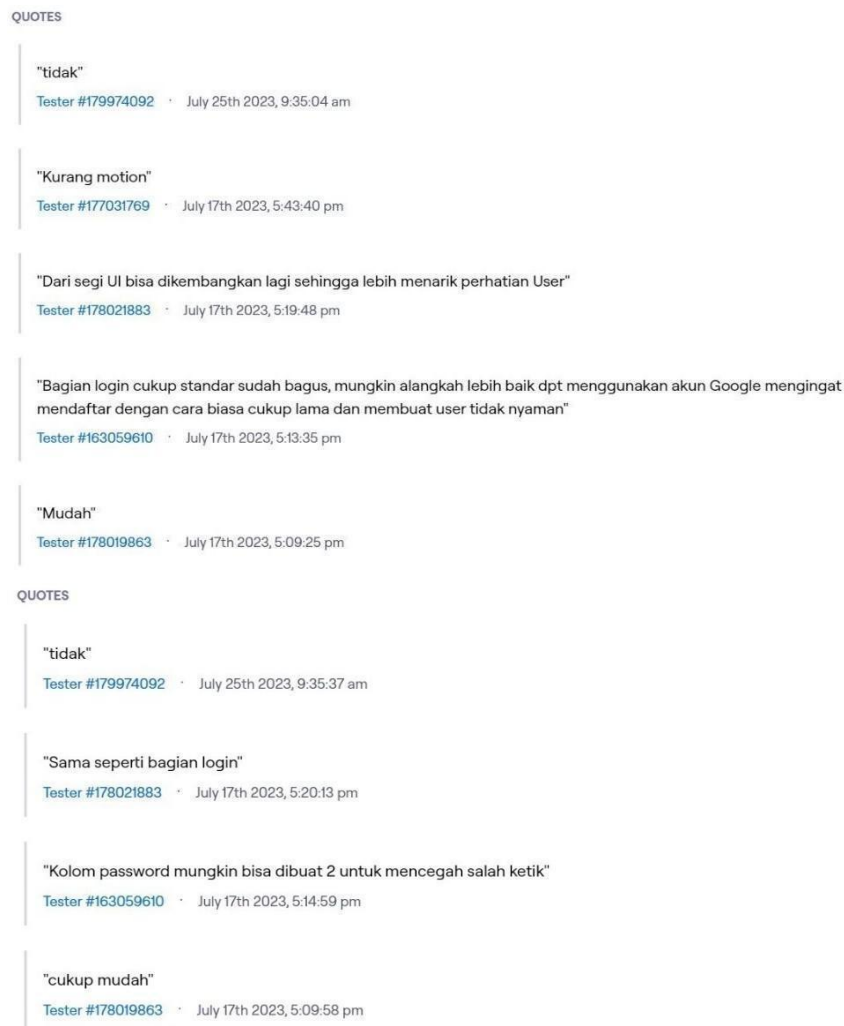 QUOTES
"tidak"
Tester #179974092 · July 25th 2023, 9:35:04 am
"Kurang motion"
Tester #177031769 · July 17th 2023, 5:43:40 pm
"Dari segi UI bisa dikembangkan lagi sehingga lebih menarik perhatian User"
Tester #178021883 · July 17th 2023, 5:19:48 pm
"Bagian login cukup standar sudah bagus, mungkin alangkah lebih baik dpt menggunakan akun Google mengingat
mendaftar dengan cara biasa cukup lama dan membuat user tidak nyaman"
Tester #163059610 · July 17th 2023, 5:13:35 pm
"Mudah"
Tester #178019863 · July 17th 2023, 5:09:25 pm
QUOTES
"tidak"
Tester #179974092 · July 25th 2023, 9:35:37 am
"Sama seperti bagian login"
Tester #178021883 · July 17th 2023, 5:20:13 pm
"Kolom password mungkin bisa dibuat 2 untuk mencegah salah ketik"
Tester #163059610 · July 17th 2023, 5:14:59 pm
"cukup mudah"
Tester #178019863 · July 17th 2023, 5:09:58 pm